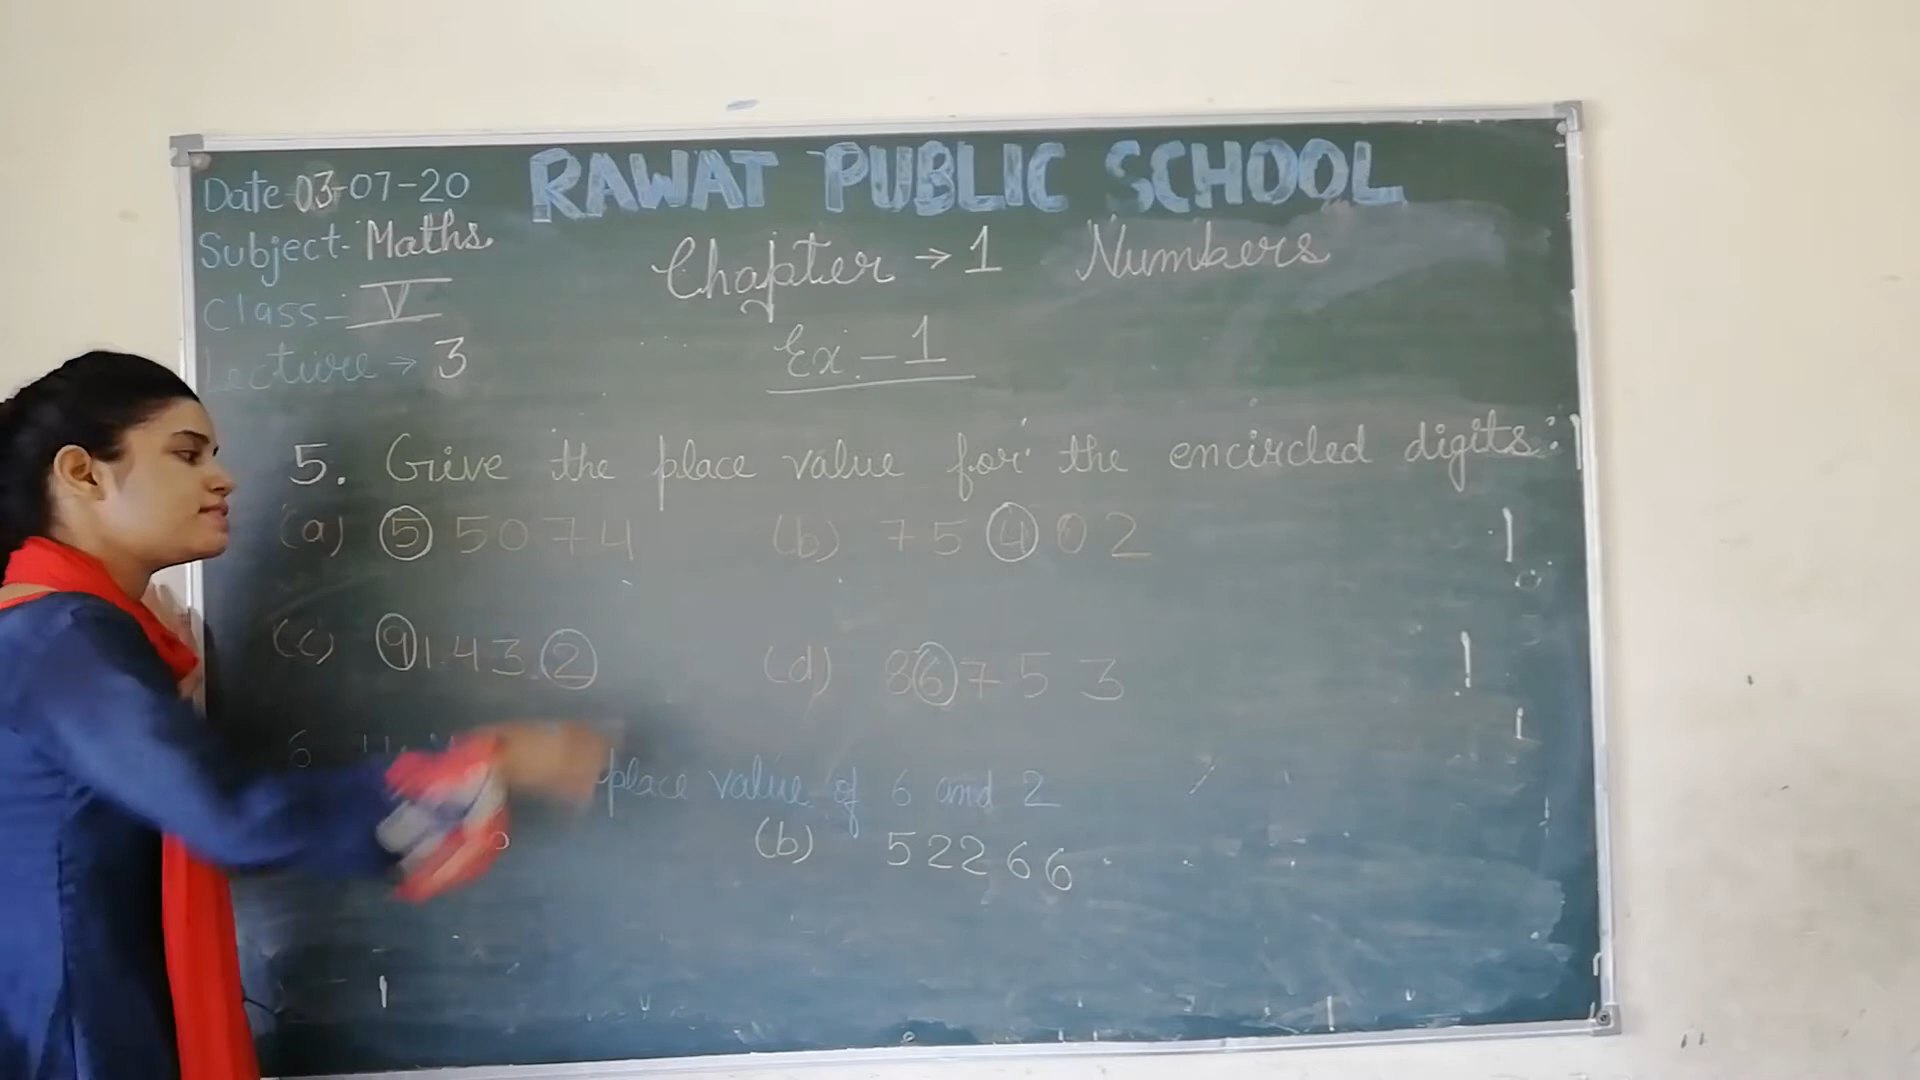 RAWAT PUBLIC SCHOOL
Date-03-07-20
Subject-Maths
Class-V
Lecture → 3
Chapter → 1 Numbers
Ex.-1
5. Give the place value for the encircled digits:
(a) 55074 (b) 75402
(c) 91432 (d) 86753
6 place value of 6 and 2
(b) 52266